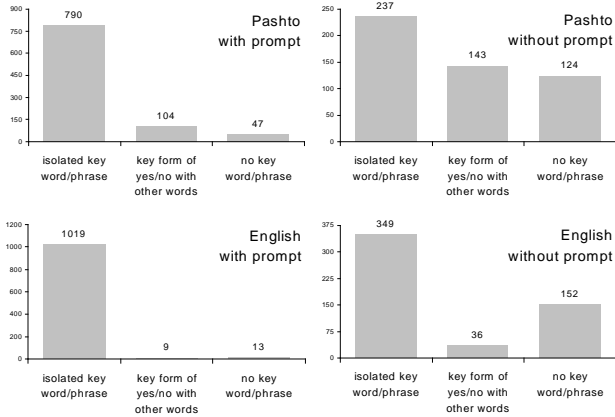 Pashto
with prompt
900
750
600
450
300
150
0
790
104
47
isolated key
word/phrase
key form of
yes/no with
other words
no key
word/phrase
Pashto
without prompt
250
200
150
100
50
0
237
143
124
isolated key
word/phrase
key form of
yes/no with
other words
no key
word/phrase
English
with prompt
1200
1000
800
600
400
200
0
1019
9
13
isolated key
word/phrase
key form of
yes/no with
other words
no key
word/phrase
English
without prompt
375
300
225
150
75
0
349
36
152
isolated key
word/phrase
key form of
yes/no with
other words
no key
word/phrase